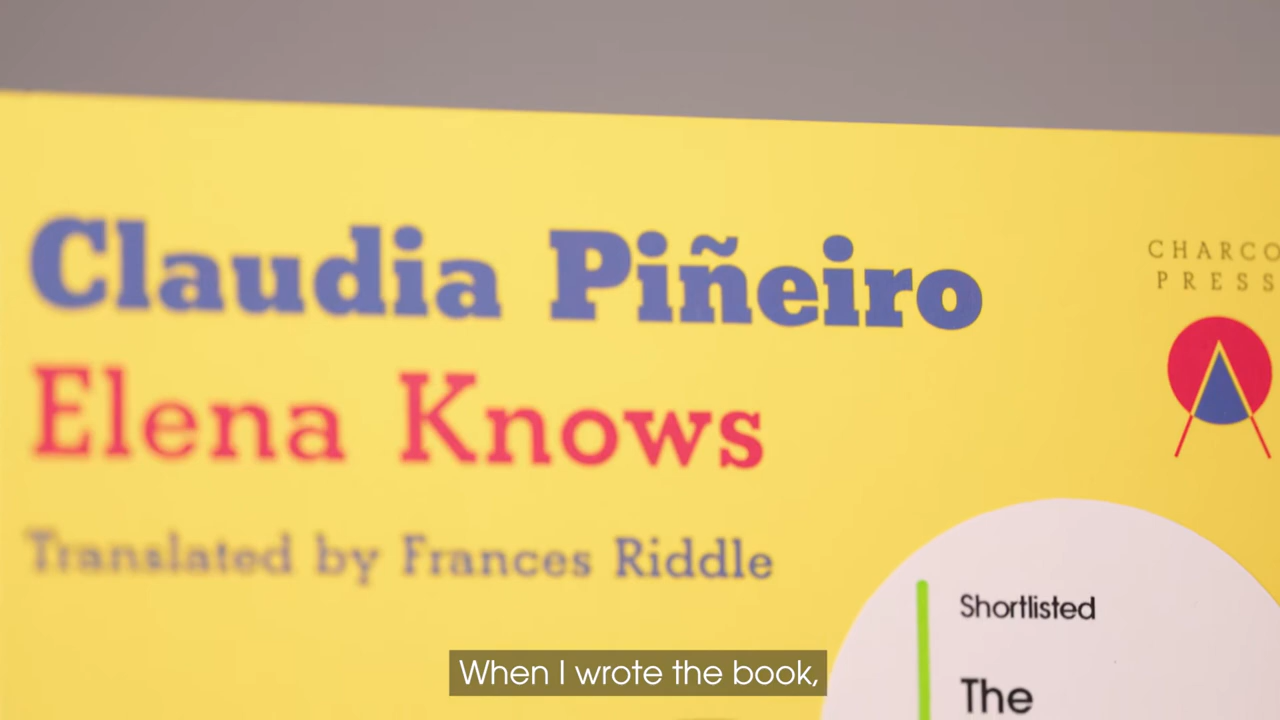 CHARCO
PRESS
Claudia Piñeiro
Elena Knows
Translated by Frances Riddle
Shortlisted
The
When I wrote the book,